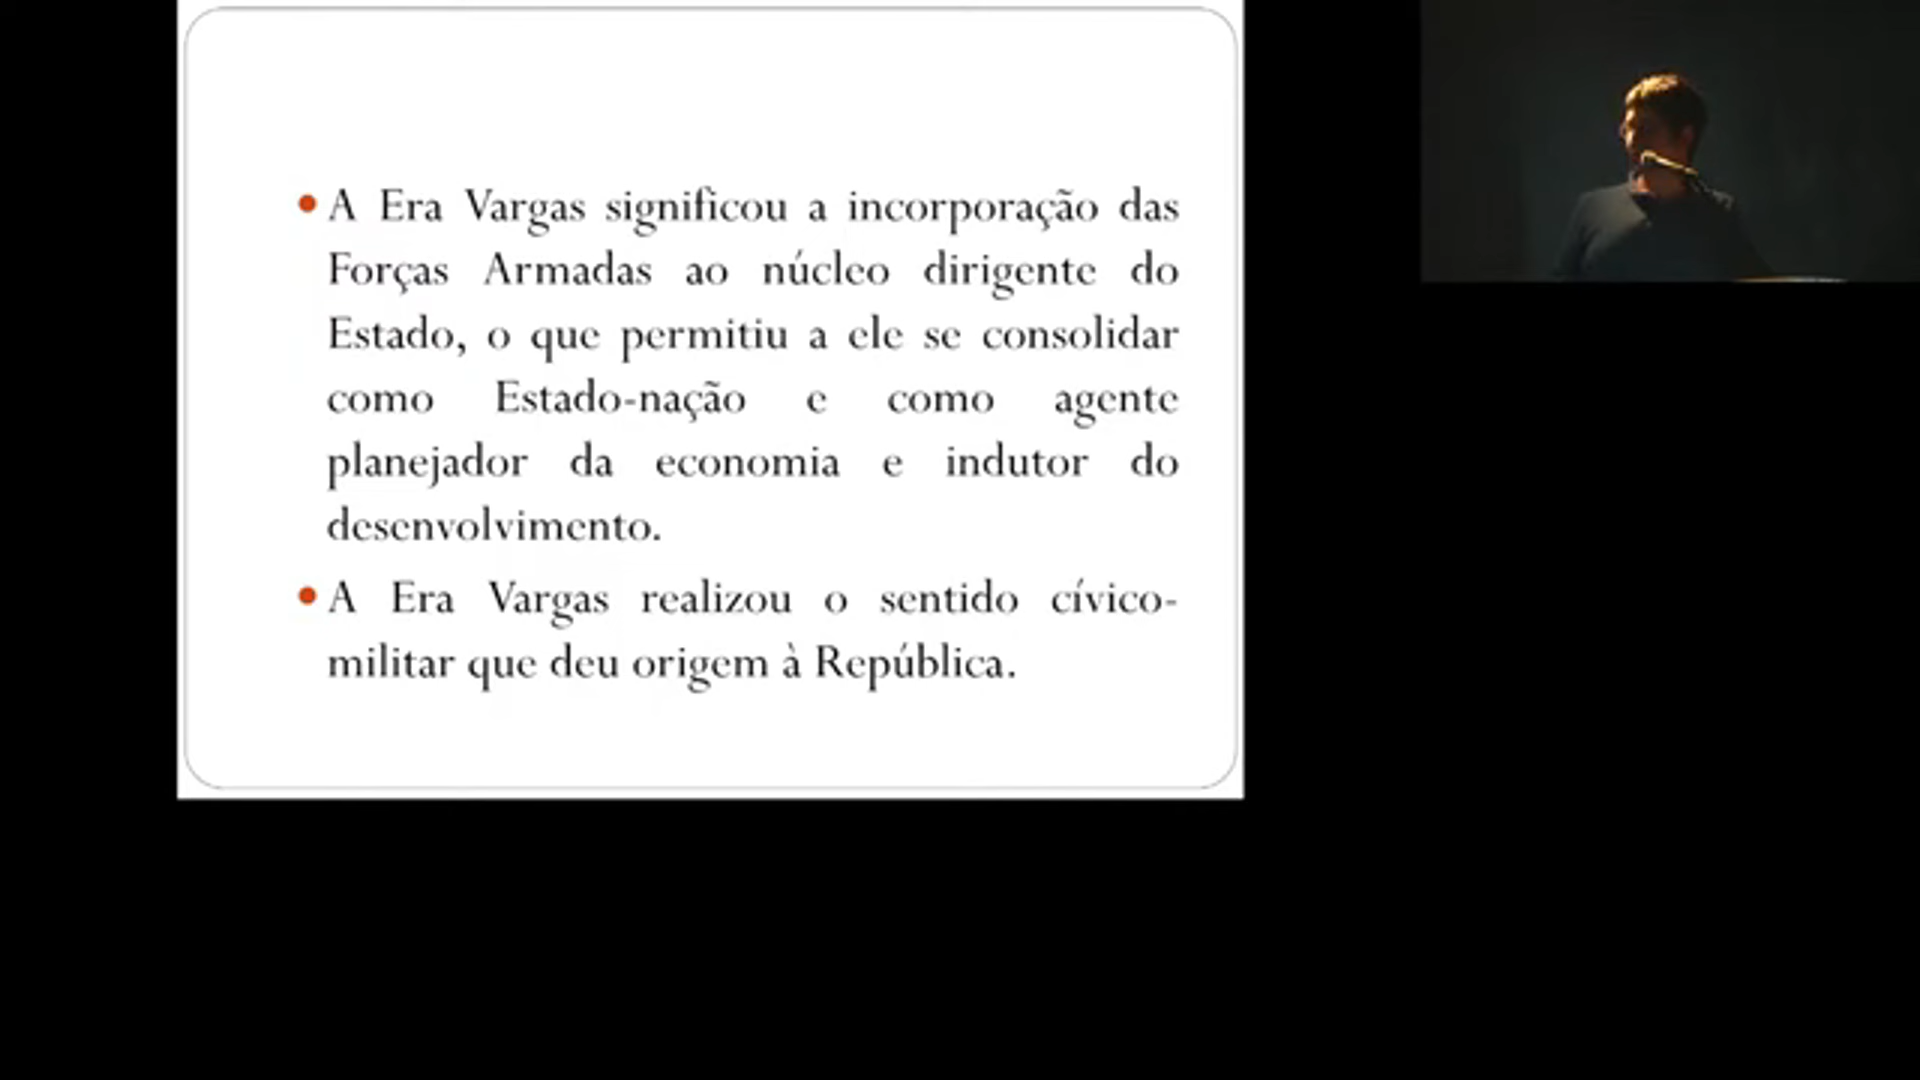 • A Era Vargas significou a incorporação das
Forças Armadas ao núcleo dirigente do
Estado, o que permitiu a ele se consolidar
como Estado-nação e como agente
planejador da economia e indutor do
desenvolvimento.
• A Era Vargas realizou o sentido cívico-
militar que deu origem à República.